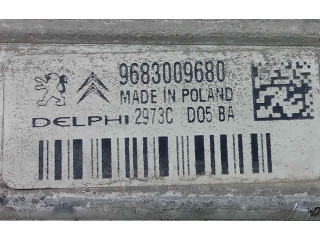 9683009680
MADE IN POLAND
DELPHI 2973C D05 BA